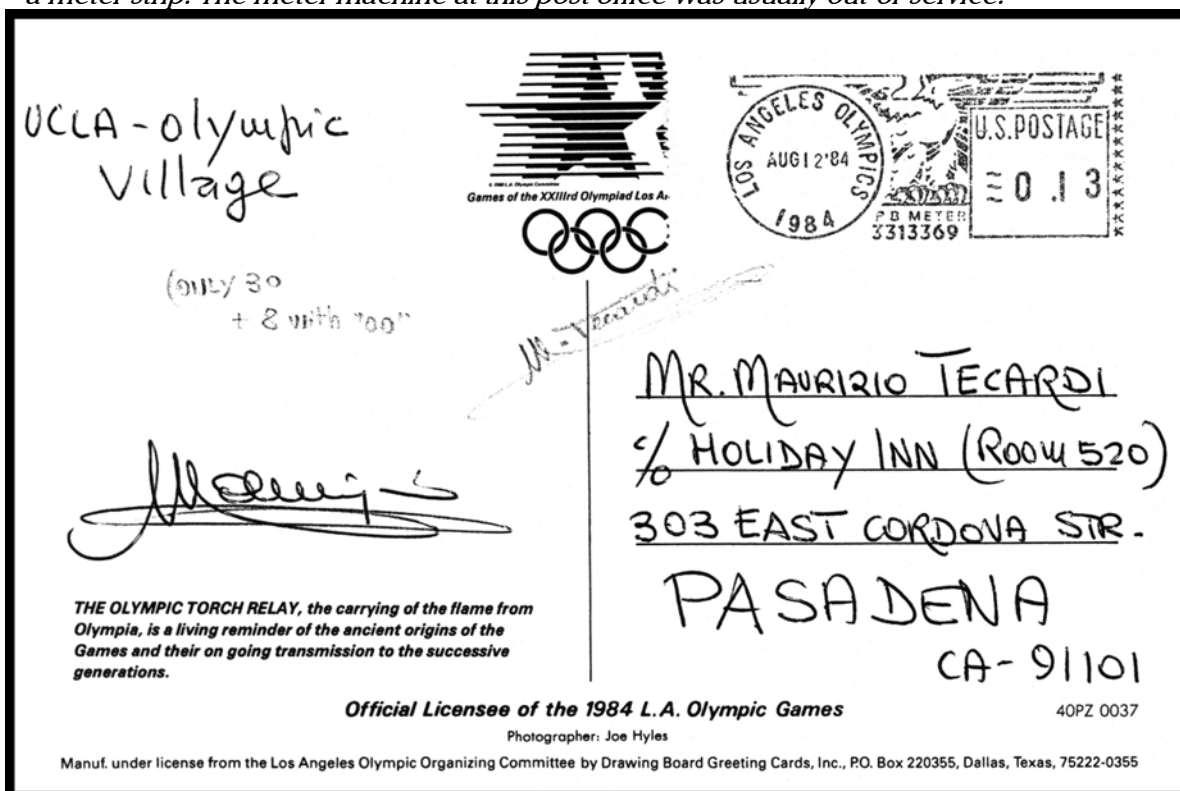 a meter strip. The meter machine at this post office was usually out of service.
UCLA - Olympic
Village
(ONLY 30
+ 8 with "00"
© 1980 L.A. Olympic Committee
Games of the XXIIIrd Olympiad Los A
LOS ANGELES OLYMPICS
AUG 12 '84
1984
U.S. POSTAGE
0.13
P B METER
3313369
M. Tecardi
MR. MAURIZIO TECARDI
c/o HOLIDAY INN (ROOM 520)
303 EAST CORDOVA STR.
PASADENA
CA - 91101
THE OLYMPIC TORCH RELAY, the carrying of the flame from
Olympia, is a living reminder of the ancient origins of the
Games and their on going transmission to the successive
generations.
Official Licensee of the 1984 L.A. Olympic Games
40PZ 0037
Photographer: Joe Hyles
Manuf. under license from the Los Angeles Olympic Organizing Committee by Drawing Board Greeting Cards, Inc., P.O. Box 220355, Dallas, Texas, 75222-0355